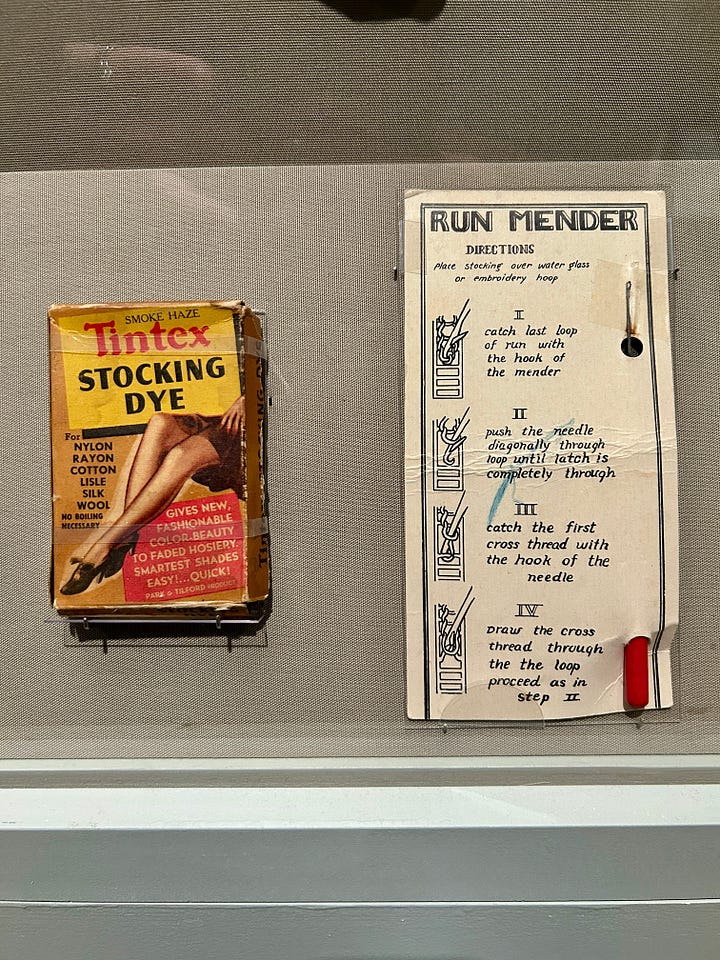 SMOKE HAZE
Tintex
STOCKING
DYE
For
NYLON
RAYON
COTTON
LISLE
SILK
WOOL
NO BOILING
NECESSARY
GIVES NEW,
FASHIONABLE
COLOR-BEAUTY
TO FADED HOSIERY.
SMARTEST SHADES
EASY!...QUICK!
PARK & TILFORD PRODUCT
RUN MENDER
DIRECTIONS
Place stocking over water glass
or embroidery hoop
I
catch last loop
of run with
the hook of
the mender
II
push the needle
diagonally through
loop until latch is
completely through
III
catch the first
cross thread with
the hook of the
needle
IV
Draw the cross
thread through
the the loop
proceed as in
step II